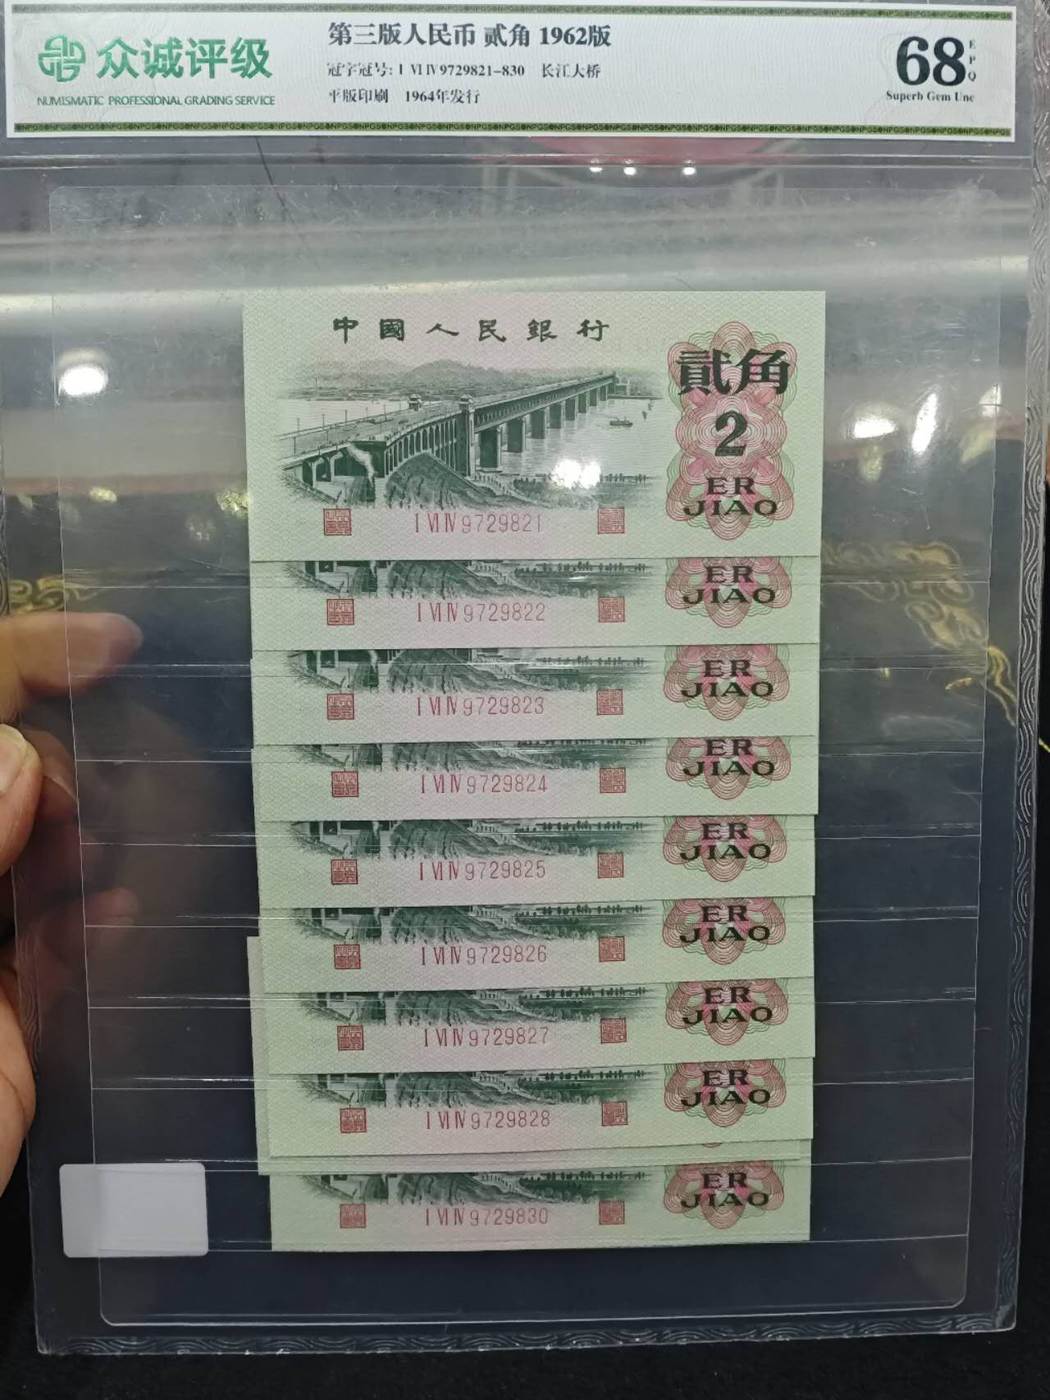 众诚评级
NUMISMATIC PROFESSIONAL GRADING SERVICE
第三版人民币 贰角 1962版
冠字冠号: I VI IV 9729821-830 长江大桥
平版印刷 1964年发行
68
EPQ
Superb Gem Unc
中國人民銀行
貳角
2
ER
JIAO
I VI IV 9729821
ER
JIAO
I VI IV 9729822
ER
JIAO
I VI IV 9729823
ER
JIAO
I VI IV 9729824
ER
JIAO
I VI IV 9729825
ER
JIAO
I VI IV 9729826
ER
JIAO
I VI IV 9729827
ER
JIAO
I VI IV 9729828
ER
JIAO
I VI IV 9729830